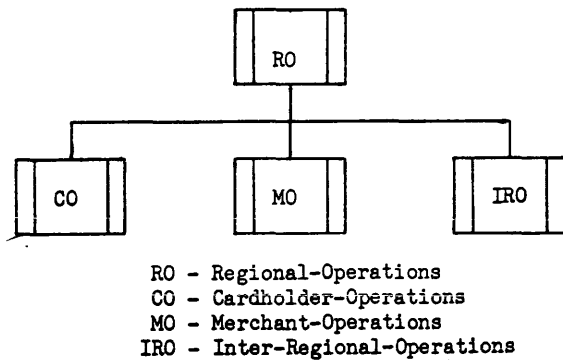 RO
CO MO IRO
RO - Regional-Operations
CO - Cardholder-Operations
MO - Merchant-Operations
IRO - Inter-Regional-Operations